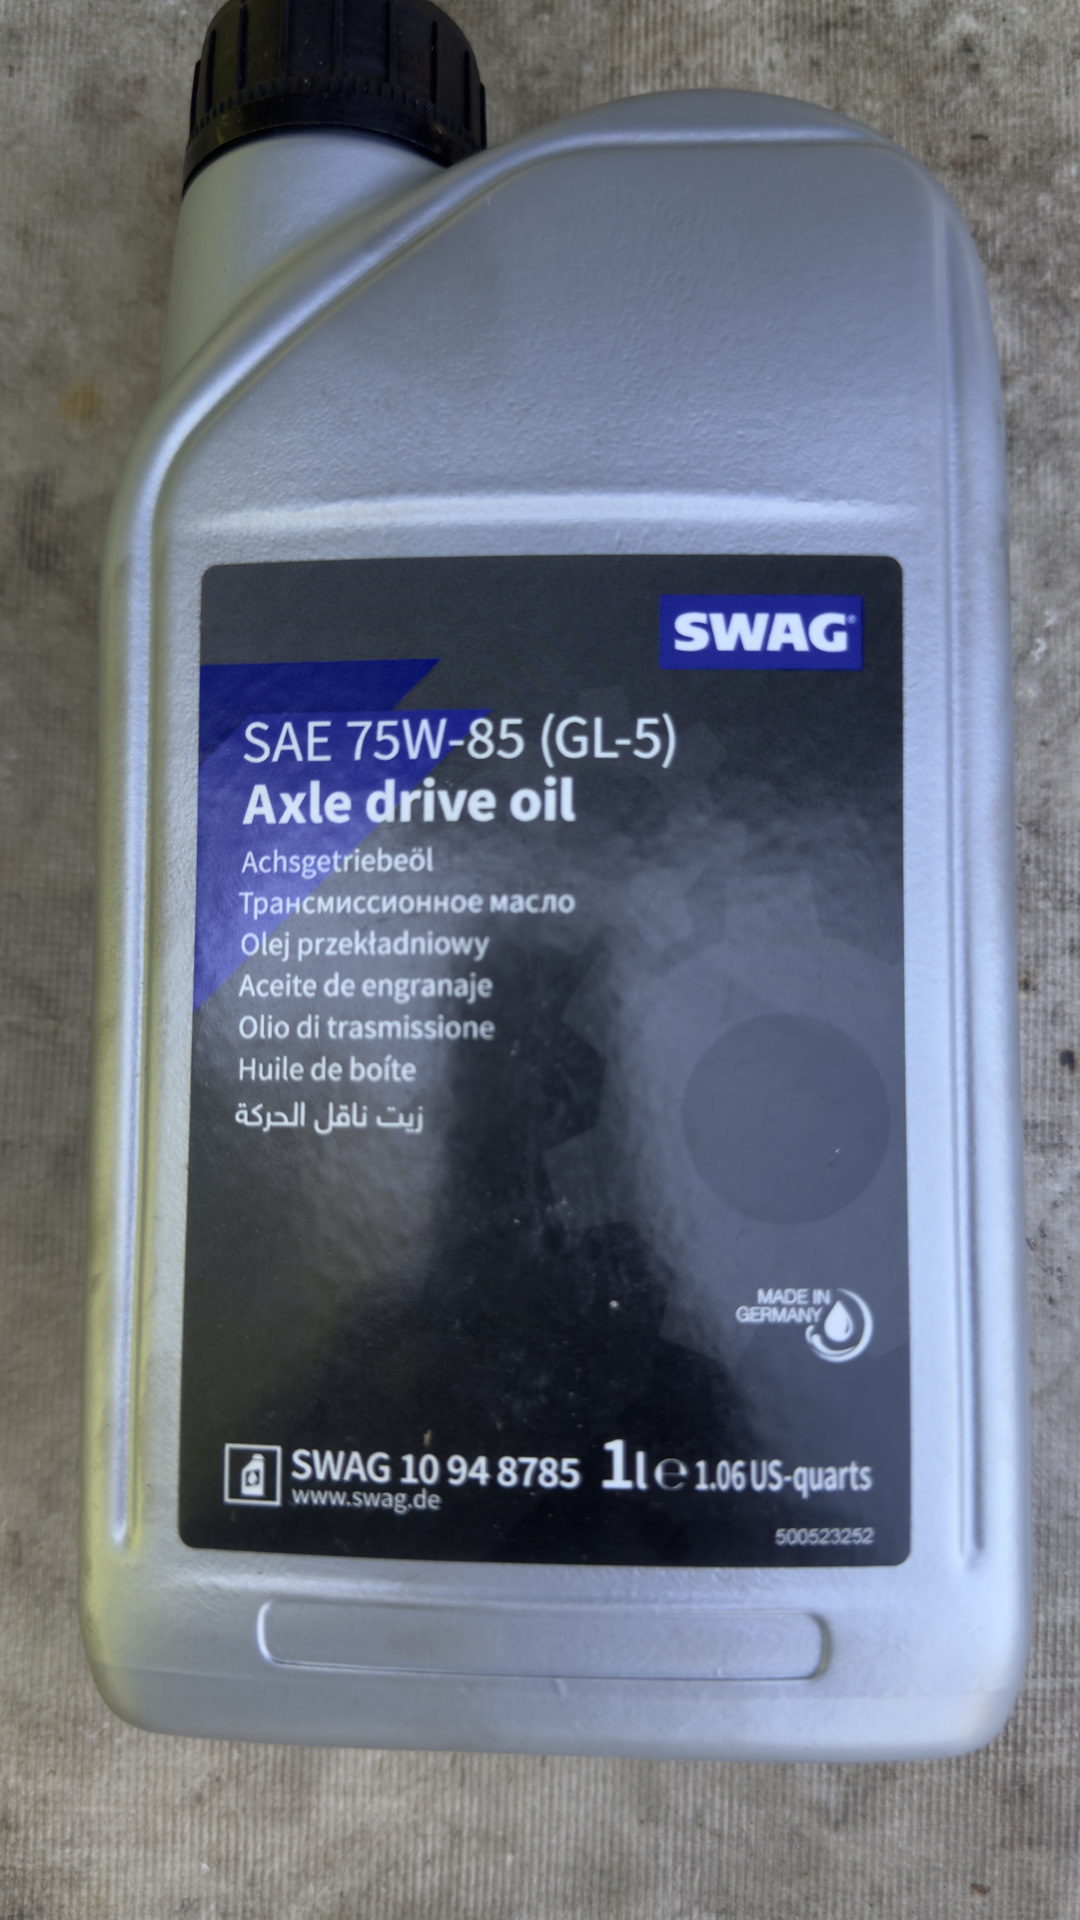 SWAG®
SAE 75W-85 (GL-5)
Axle drive oil
Achsgetriebeöl
Трансмиссионное масло
Olej przekładniowy
Aceite de engranaje
Olio di trasmissione
Huile de boîte
زيت ناقل الحركة
MADE IN
GERMANY
SWAG 10 94 8785 1l ℮ 1.06 US-quarts
www.swag.de
500523252